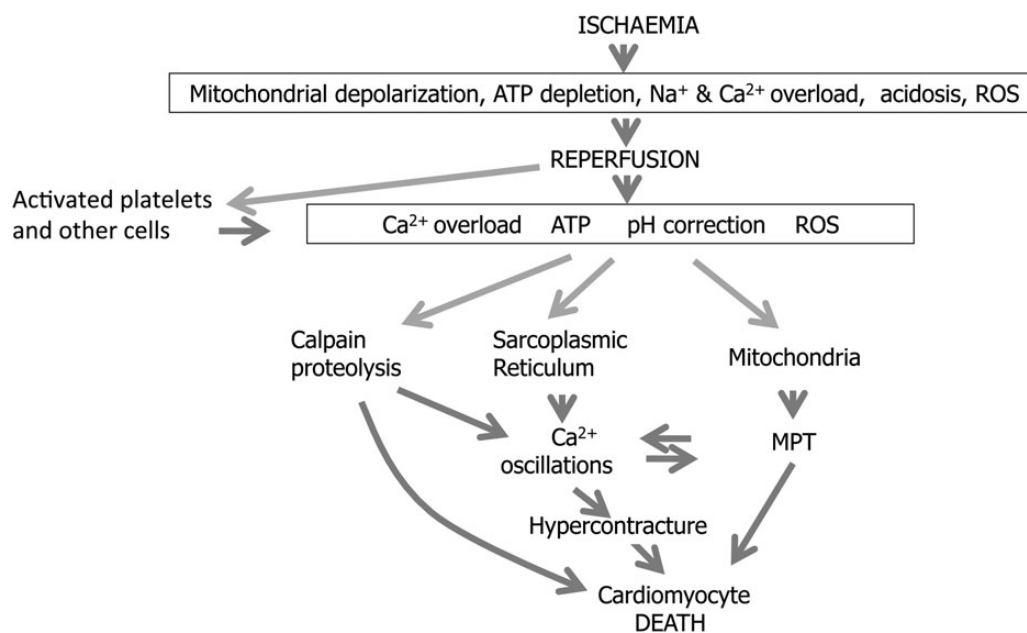 ISCHAEMIA
Mitochondrial depolarization, ATP depletion, Na⁺ & Ca²⁺ overload, acidosis, ROS
REPERFUSION
Activated platelets
and other cells
Ca²⁺ overload ATP pH correction ROS
Calpain
proteolysis
Sarcoplasmic
Reticulum
Mitochondria
Ca²⁺
oscillations
MPT
Hypercontracture
Cardiomyocyte
DEATH